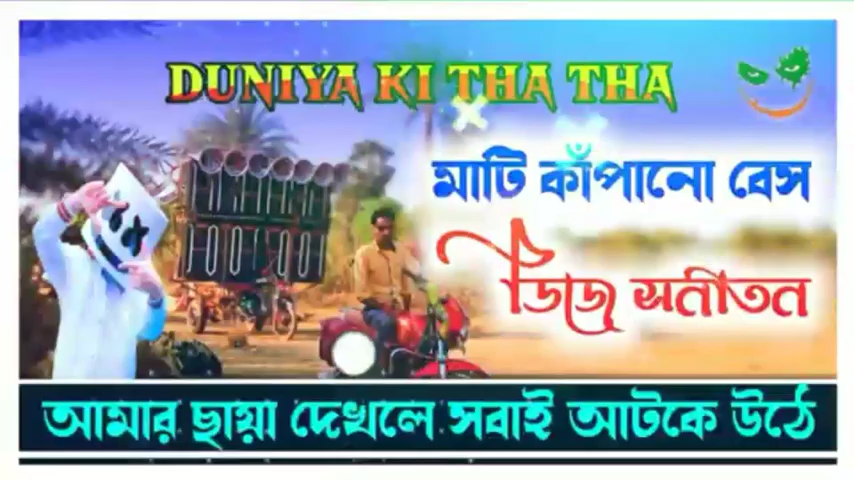 DUNIYA KI THA THA
মাটি কাঁপানো বেস
ডিজে সনাতন
আমার ছায়া দেখলে সবাই আটকে উঠে